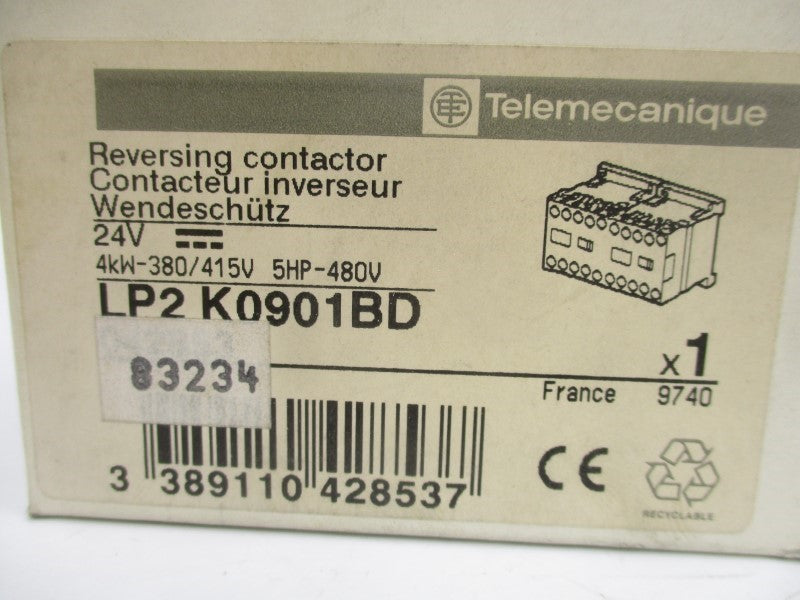 Telemecanique
Reversing contactor
Contacteur inverseur
Wendeschütz
24V
4kW-380/415V 5HP-480V
LP2 K0901BD
83234
x1
France 9740
3 389110 428537
CE
RECYCLABLE